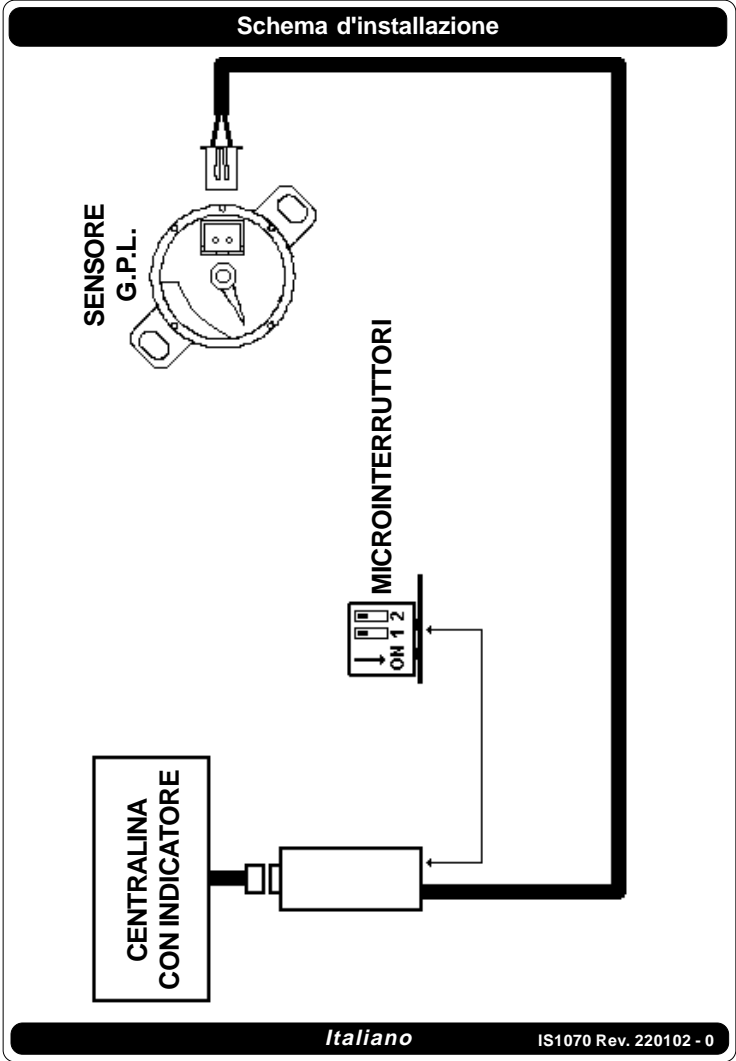 Schema d'installazione
SENSORE
G.P.L.
MICROINTERRUTTORI
ON 1 2
CENTRALINA
CON INDICATORE
Italiano
IS1070 Rev. 220102 - 0